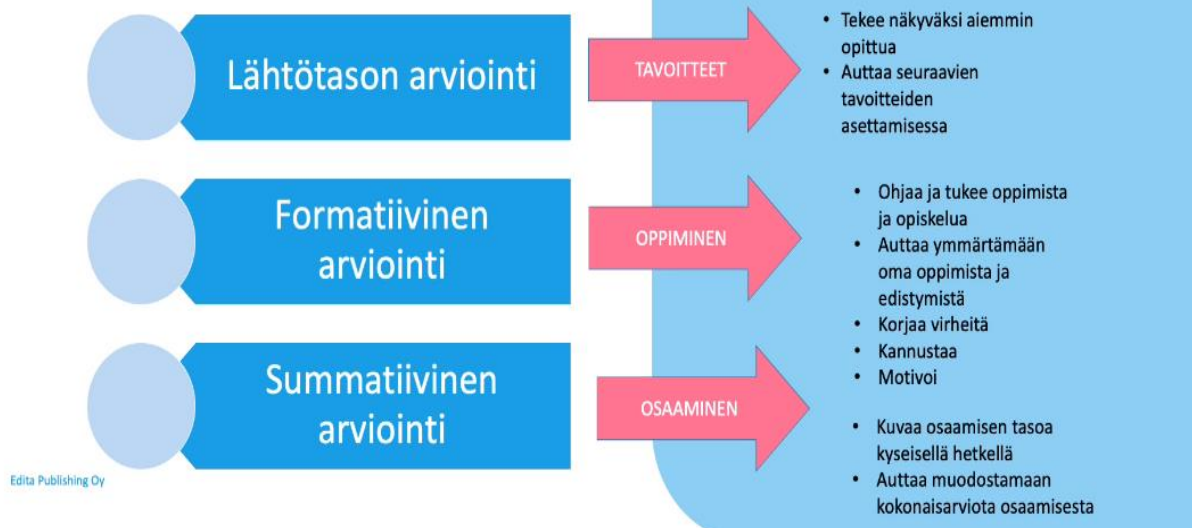 Lähtötason arviointi
TAVOITTEET
• Tekee näkyväksi aiemmin
opittua
• Auttaa seuraavien
tavoitteiden
asettamisessa
Formatiivinen
arviointi
OPPIMINEN
• Ohjaa ja tukee oppimista
ja opiskelua
• Auttaa ymmärtämään
oma oppimista ja
edistymistä
• Korjaa virheitä
• Kannustaa
• Motivoi
Summatiivinen
arviointi
OSAAMINEN
• Kuvaa osaamisen tasoa
kyseisellä hetkellä
• Auttaa muodostamaan
kokonaisarviota osaamisesta
Edita Publishing Oy